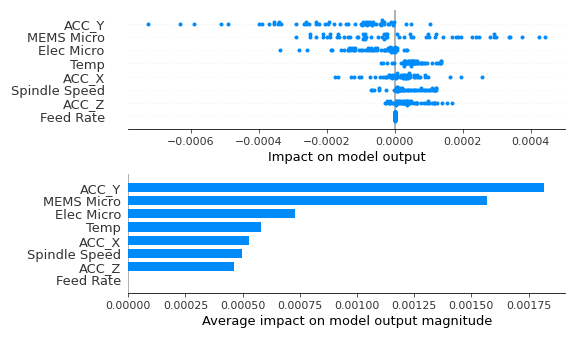 ACC_Y
MEMS Micro
Elec Micro
Temp
ACC_X
Spindle Speed
ACC_Z
Feed Rate
−0.0006 −0.0004 −0.0002 0.0000 0.0002 0.0004
Impact on model output
ACC_Y
MEMS Micro
Elec Micro
Temp
ACC_X
Spindle Speed
ACC_Z
Feed Rate
0.00000 0.00025 0.00050 0.00075 0.00100 0.00125 0.00150 0.00175
Average impact on model output magnitude